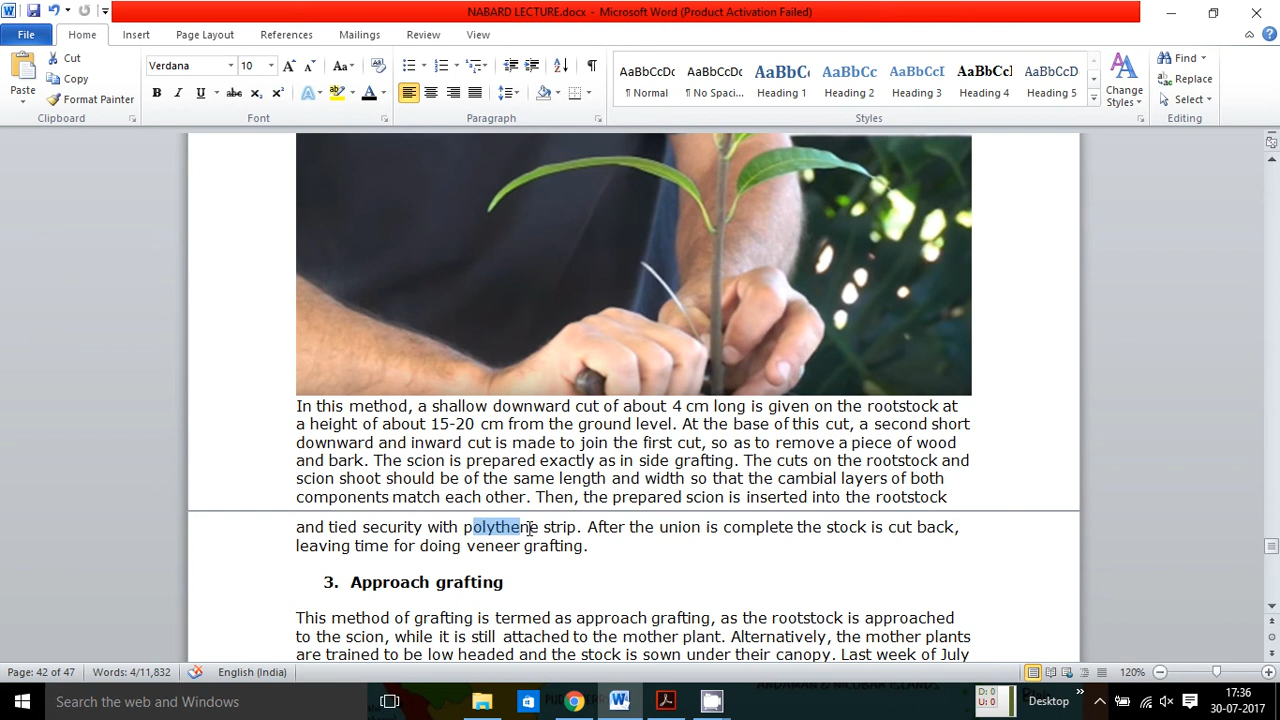 NABARD LECTURE.docx - Microsoft Word (Product Activation Failed)
File Home Insert Page Layout References Mailings Review View
Paste
Cut
Copy
Format Painter
Clipboard
Verdana 10
Font
Paragraph
AaBbCcDc AaBbCcDc AaBbCc AaBbCc AaBbCcI AaBbCcI AaBbCcDc
¶ Normal ¶ No Spaci... Heading 1 Heading 2 Heading 3 Heading 4 Heading 5
Change
Styles
Styles
Find
Replace
Select
Editing
In this method, a shallow downward cut of about 4 cm long is given on the rootstock at
a height of about 15-20 cm from the ground level. At the base of this cut, a second short
downward and inward cut is made to join the first cut, so as to remove a piece of wood
and bark. The scion is prepared exactly as in side grafting. The cuts on the rootstock and
scion shoot should be of the same length and width so that the cambial layers of both
components match each other. Then, the prepared scion is inserted into the rootstock
and tied security with polythene strip. After the union is complete the stock is cut back,
leaving time for doing veneer grafting.
3. Approach grafting
This method of grafting is termed as approach grafting, as the rootstock is approached
to the scion, while it is still attached to the mother plant. Alternatively, the mother plants
are trained to be low headed and the stock is sown under their canopy. Last week of July
Page: 42 of 47 Words: 4/11,832 English (India) 120%
Search the web and Windows
D: 0
U: 0
Desktop
17:36
30-07-2017